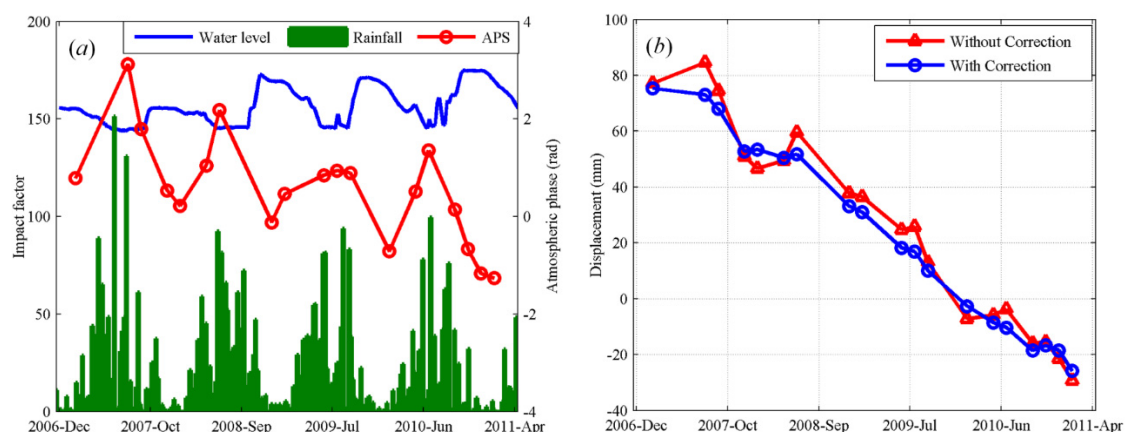 200
150
100
50
0
Impact factor
(a)
Water level
Rainfall
APS
4
2
0
-2
-4
Atmospheric phase (rad)
2006-Dec
2007-Oct
2008-Sep
2009-Jul
2010-Jun
2011-Apr
100
80
60
40
20
0
-20
-40
Displacement (mm)
(b)
Without Correction
With Correction
2006-Dec
2007-Oct
2008-Sep
2009-Jul
2010-Jun
2011-Apr